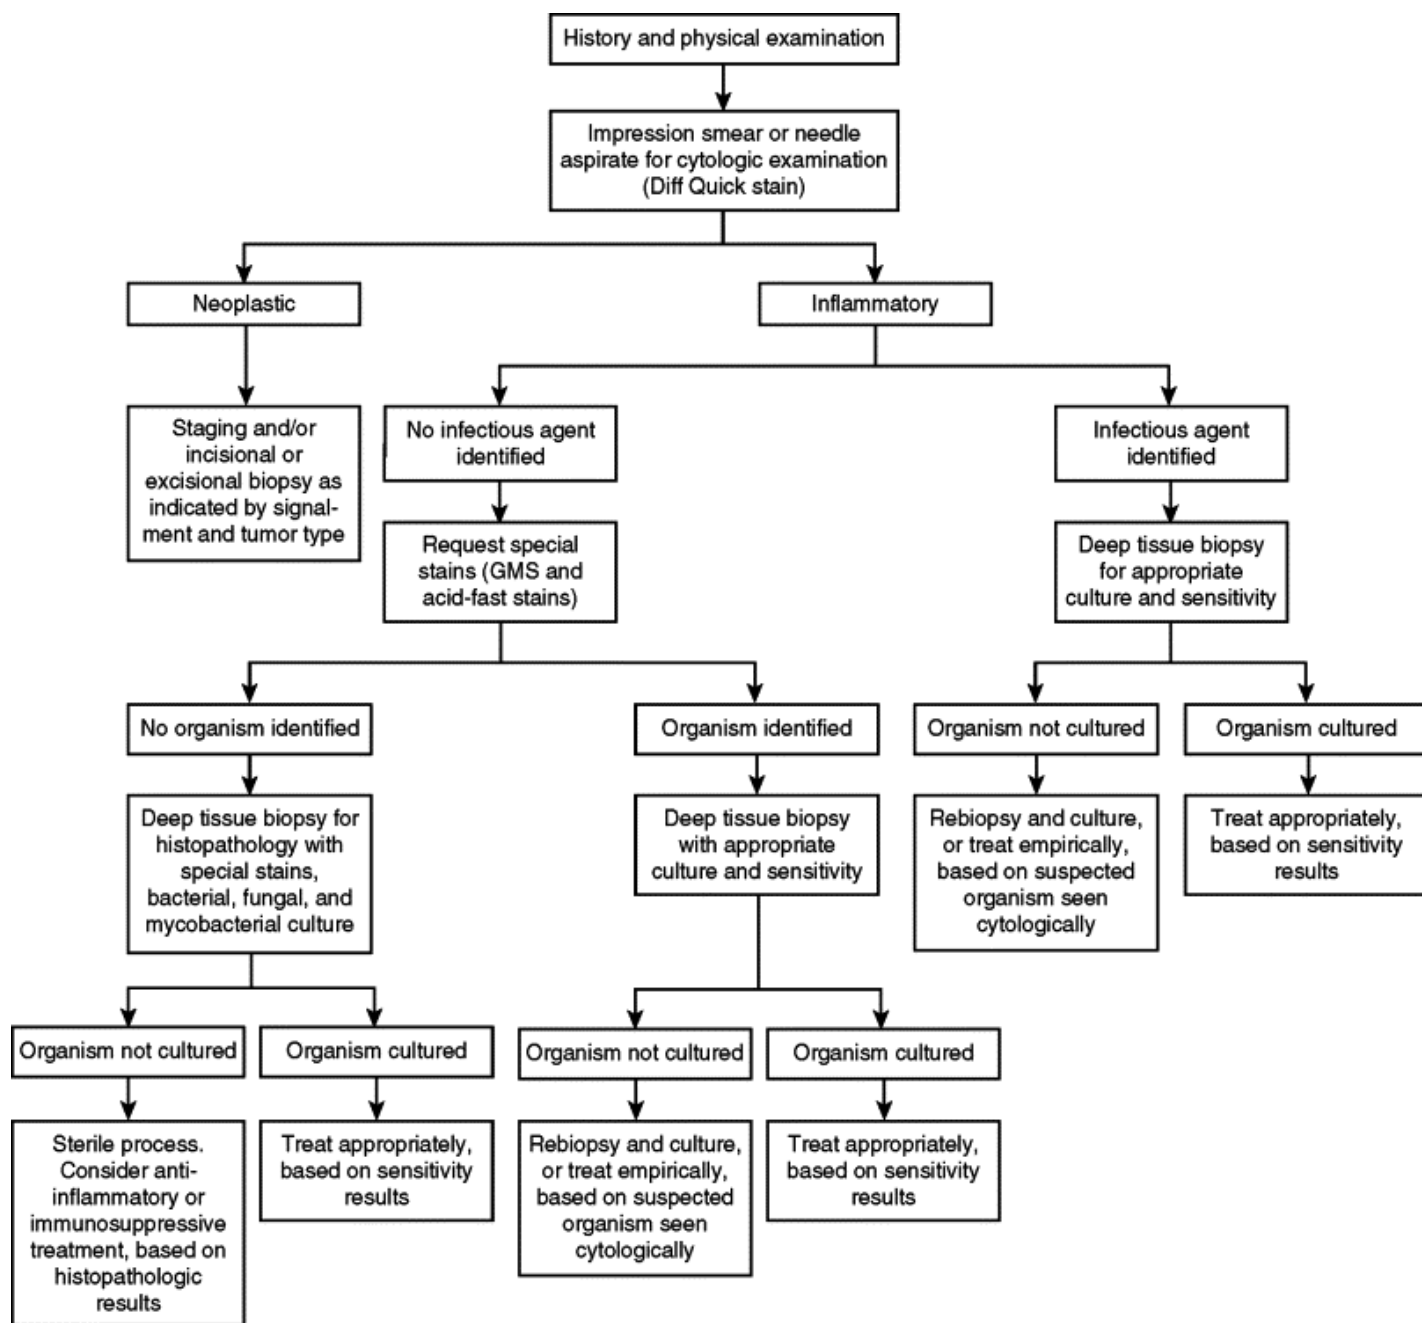 History and physical examination
Impression smear or needle
aspirate for cytologic examination
(Diff Quick stain)
Neoplastic
Inflammatory
Staging and/or
incisional or
excisional biopsy as
indicated by signal-
ment and tumor type
No infectious agent
identified
Infectious agent
identified
Request special
stains (GMS and
acid-fast stains)
Deep tissue biopsy
for appropriate
culture and sensitivity
No organism identified
Organism identified
Organism not cultured
Organism cultured
Deep tissue biopsy for
histopathology with
special stains,
bacterial, fungal, and
mycobacterial culture
Deep tissue biopsy
with appropriate
culture and sensitivity
Rebiopsy and culture,
or treat empirically,
based on suspected
organism seen
cytologically
Treat appropriately,
based on sensitivity
results
Organism not cultured
Organism cultured
Organism not cultured
Organism cultured
Sterile process.
Consider anti-
inflammatory or
immunosuppressive
treatment, based on
histopathologic
results
Treat appropriately,
based on sensitivity
results
Rebiopsy and culture,
or treat empirically,
based on suspected
organism seen
cytologically
Treat appropriately,
based on sensitivity
results